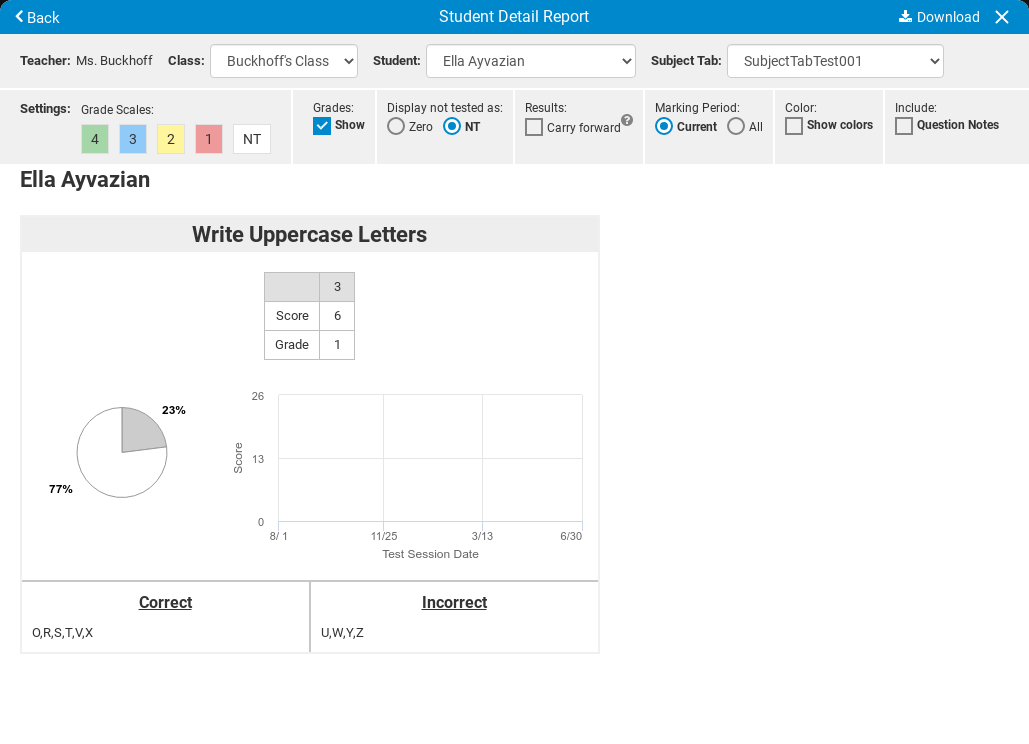 Back Student Detail Report Download
Teacher: Ms. Buckhoff Class: Buckhoff's Class Student: Ella Ayvazian Subject Tab: SubjectTabTest001
Settings: Grade Scales:
4 3 2 1 NT
Grades:
Show
Display not tested as:
Zero NT
Results:
Carry forward ?
Marking Period:
Current All
Color:
Show colors
Include:
Question Notes
Ella Ayvazian
Write Uppercase Letters
3
Score 6
Grade 1
23%
77%
26
13
0
Score
8/ 1 11/25 3/13 6/30
Test Session Date
Correct
O,R,S,T,V,X
Incorrect
U,W,Y,Z